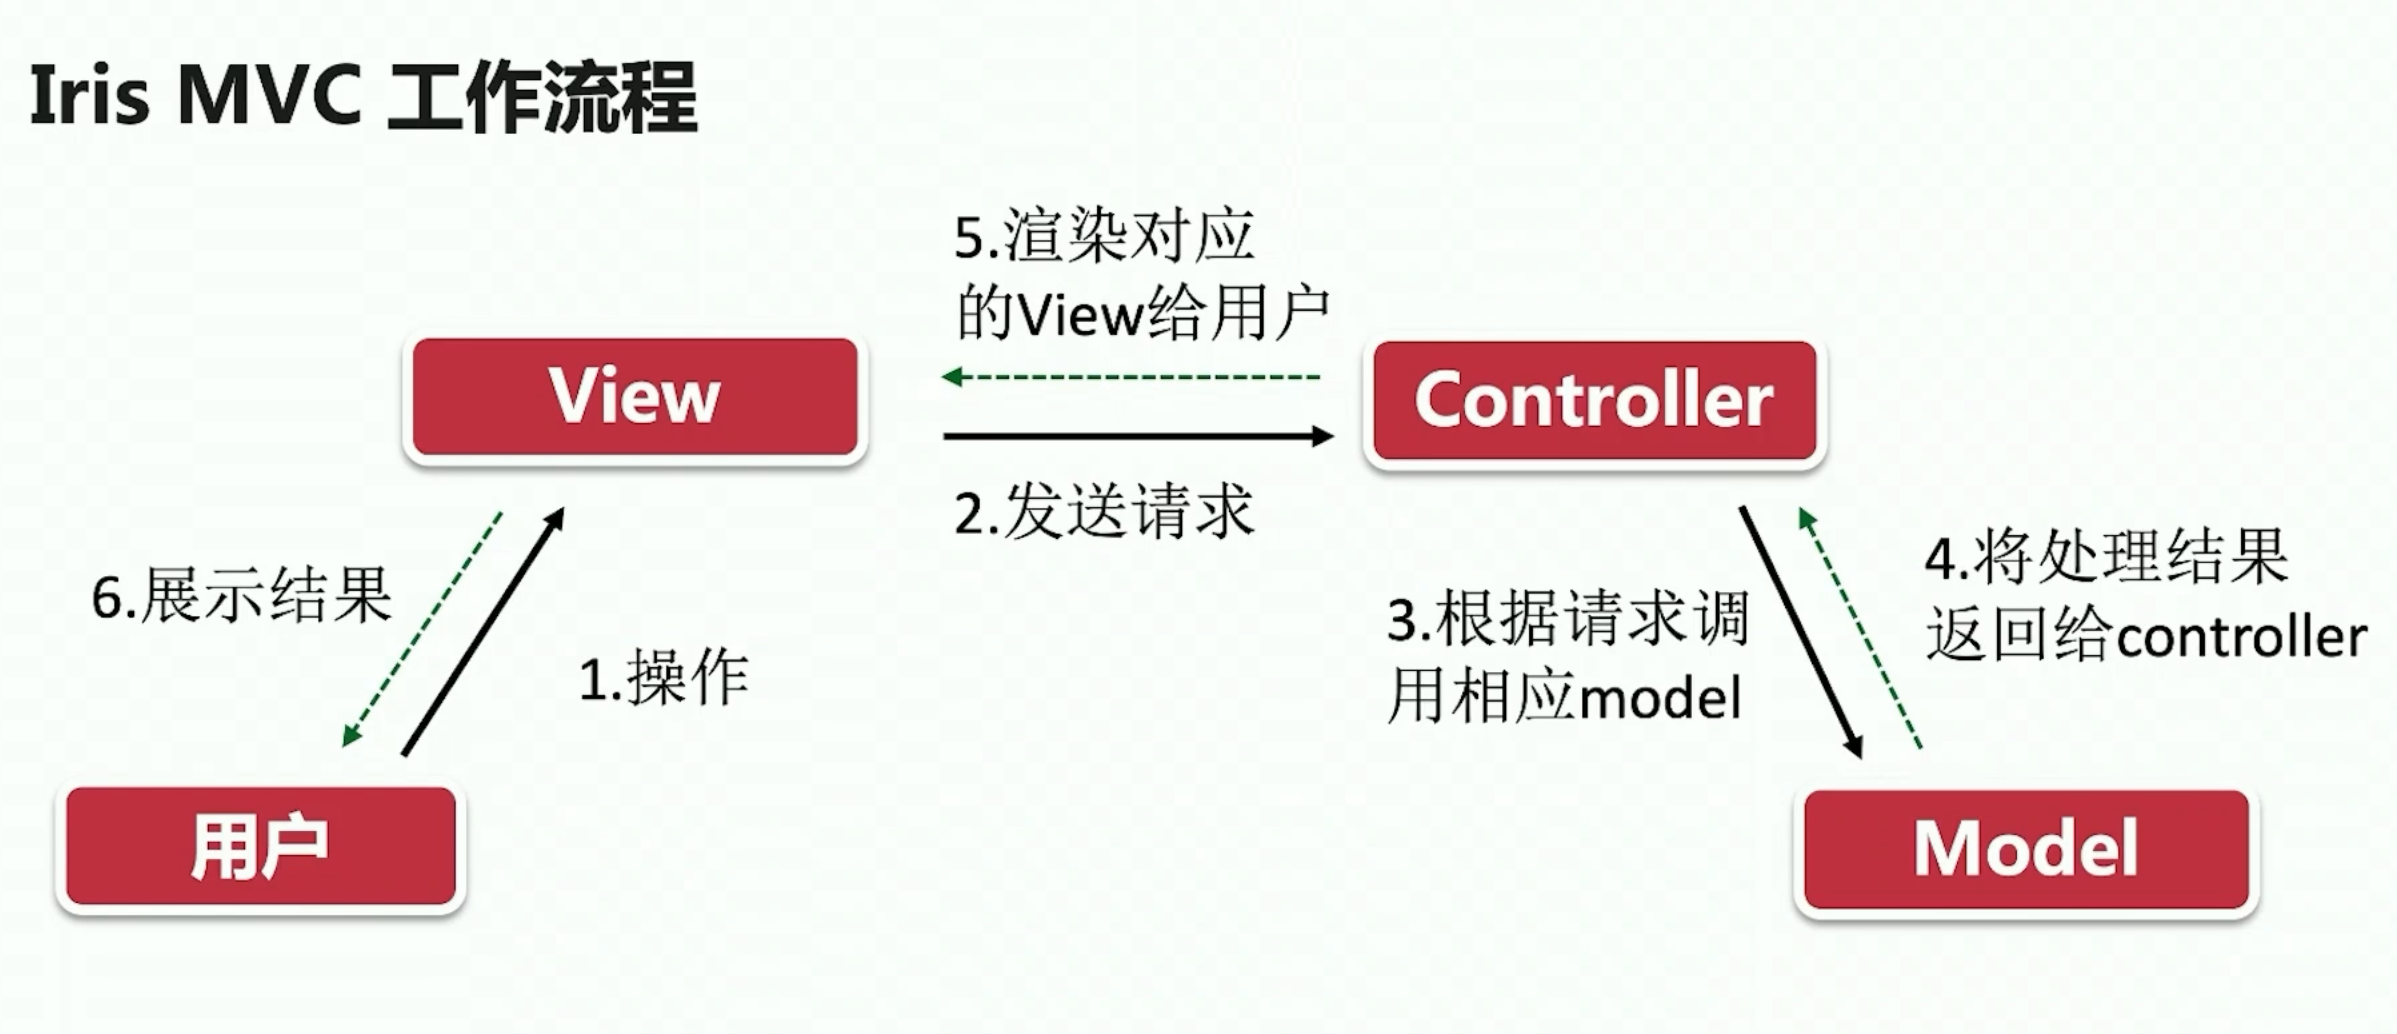 Iris MVC 工作流程
5.渲染对应
的View给用户
View
Controller
2.发送请求
6.展示结果
1.操作
3.根据请求调
用相应model
4.将处理结果
返回给controller
用户
Model